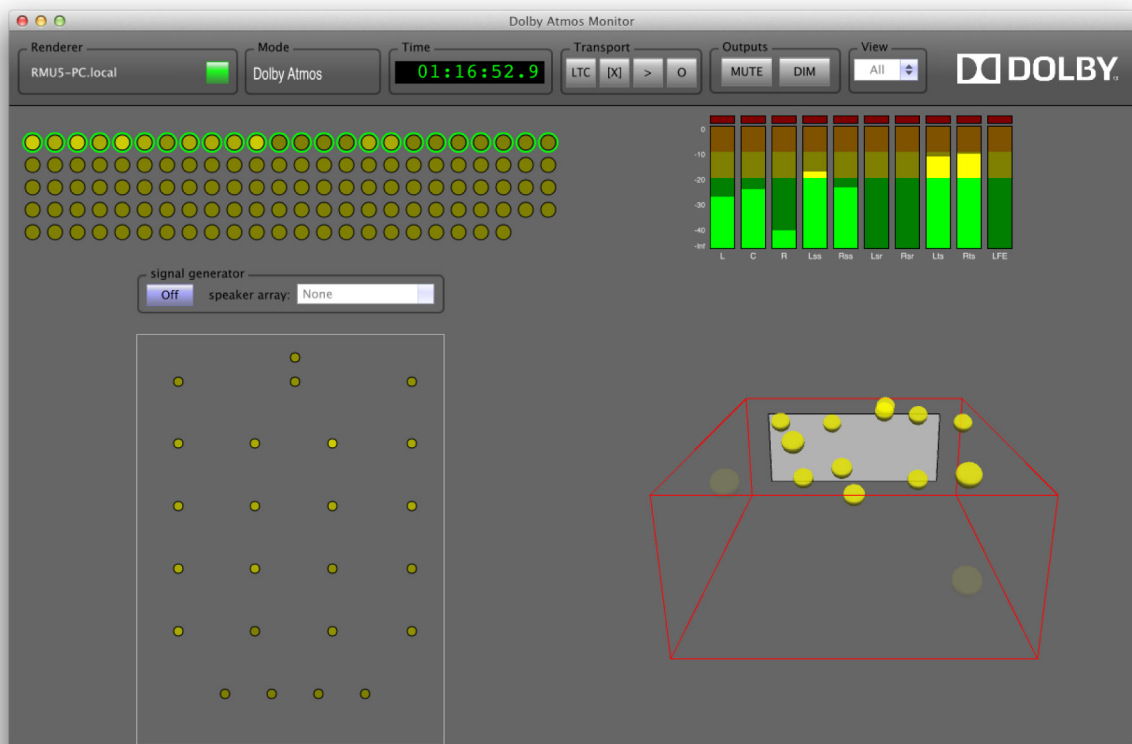 Dolby Atmos Monitor
Renderer
RMU5-PC.local
Mode
Dolby Atmos
Time
01:16:52.9
Transport
LTC [X] > O
Outputs
MUTE DIM
View
All
DOLBY
0
-10
-20
-30
-40
-Inf
L C R Lss Rss Lsr Rsr Lts Rts LFE
signal generator
Off speaker array: None